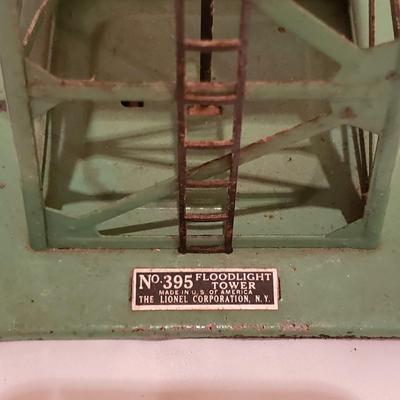 No. 395 FLOODLIGHT TOWER
MADE IN U.S. OF AMERICA
THE LIONEL CORPORATION, N.Y.